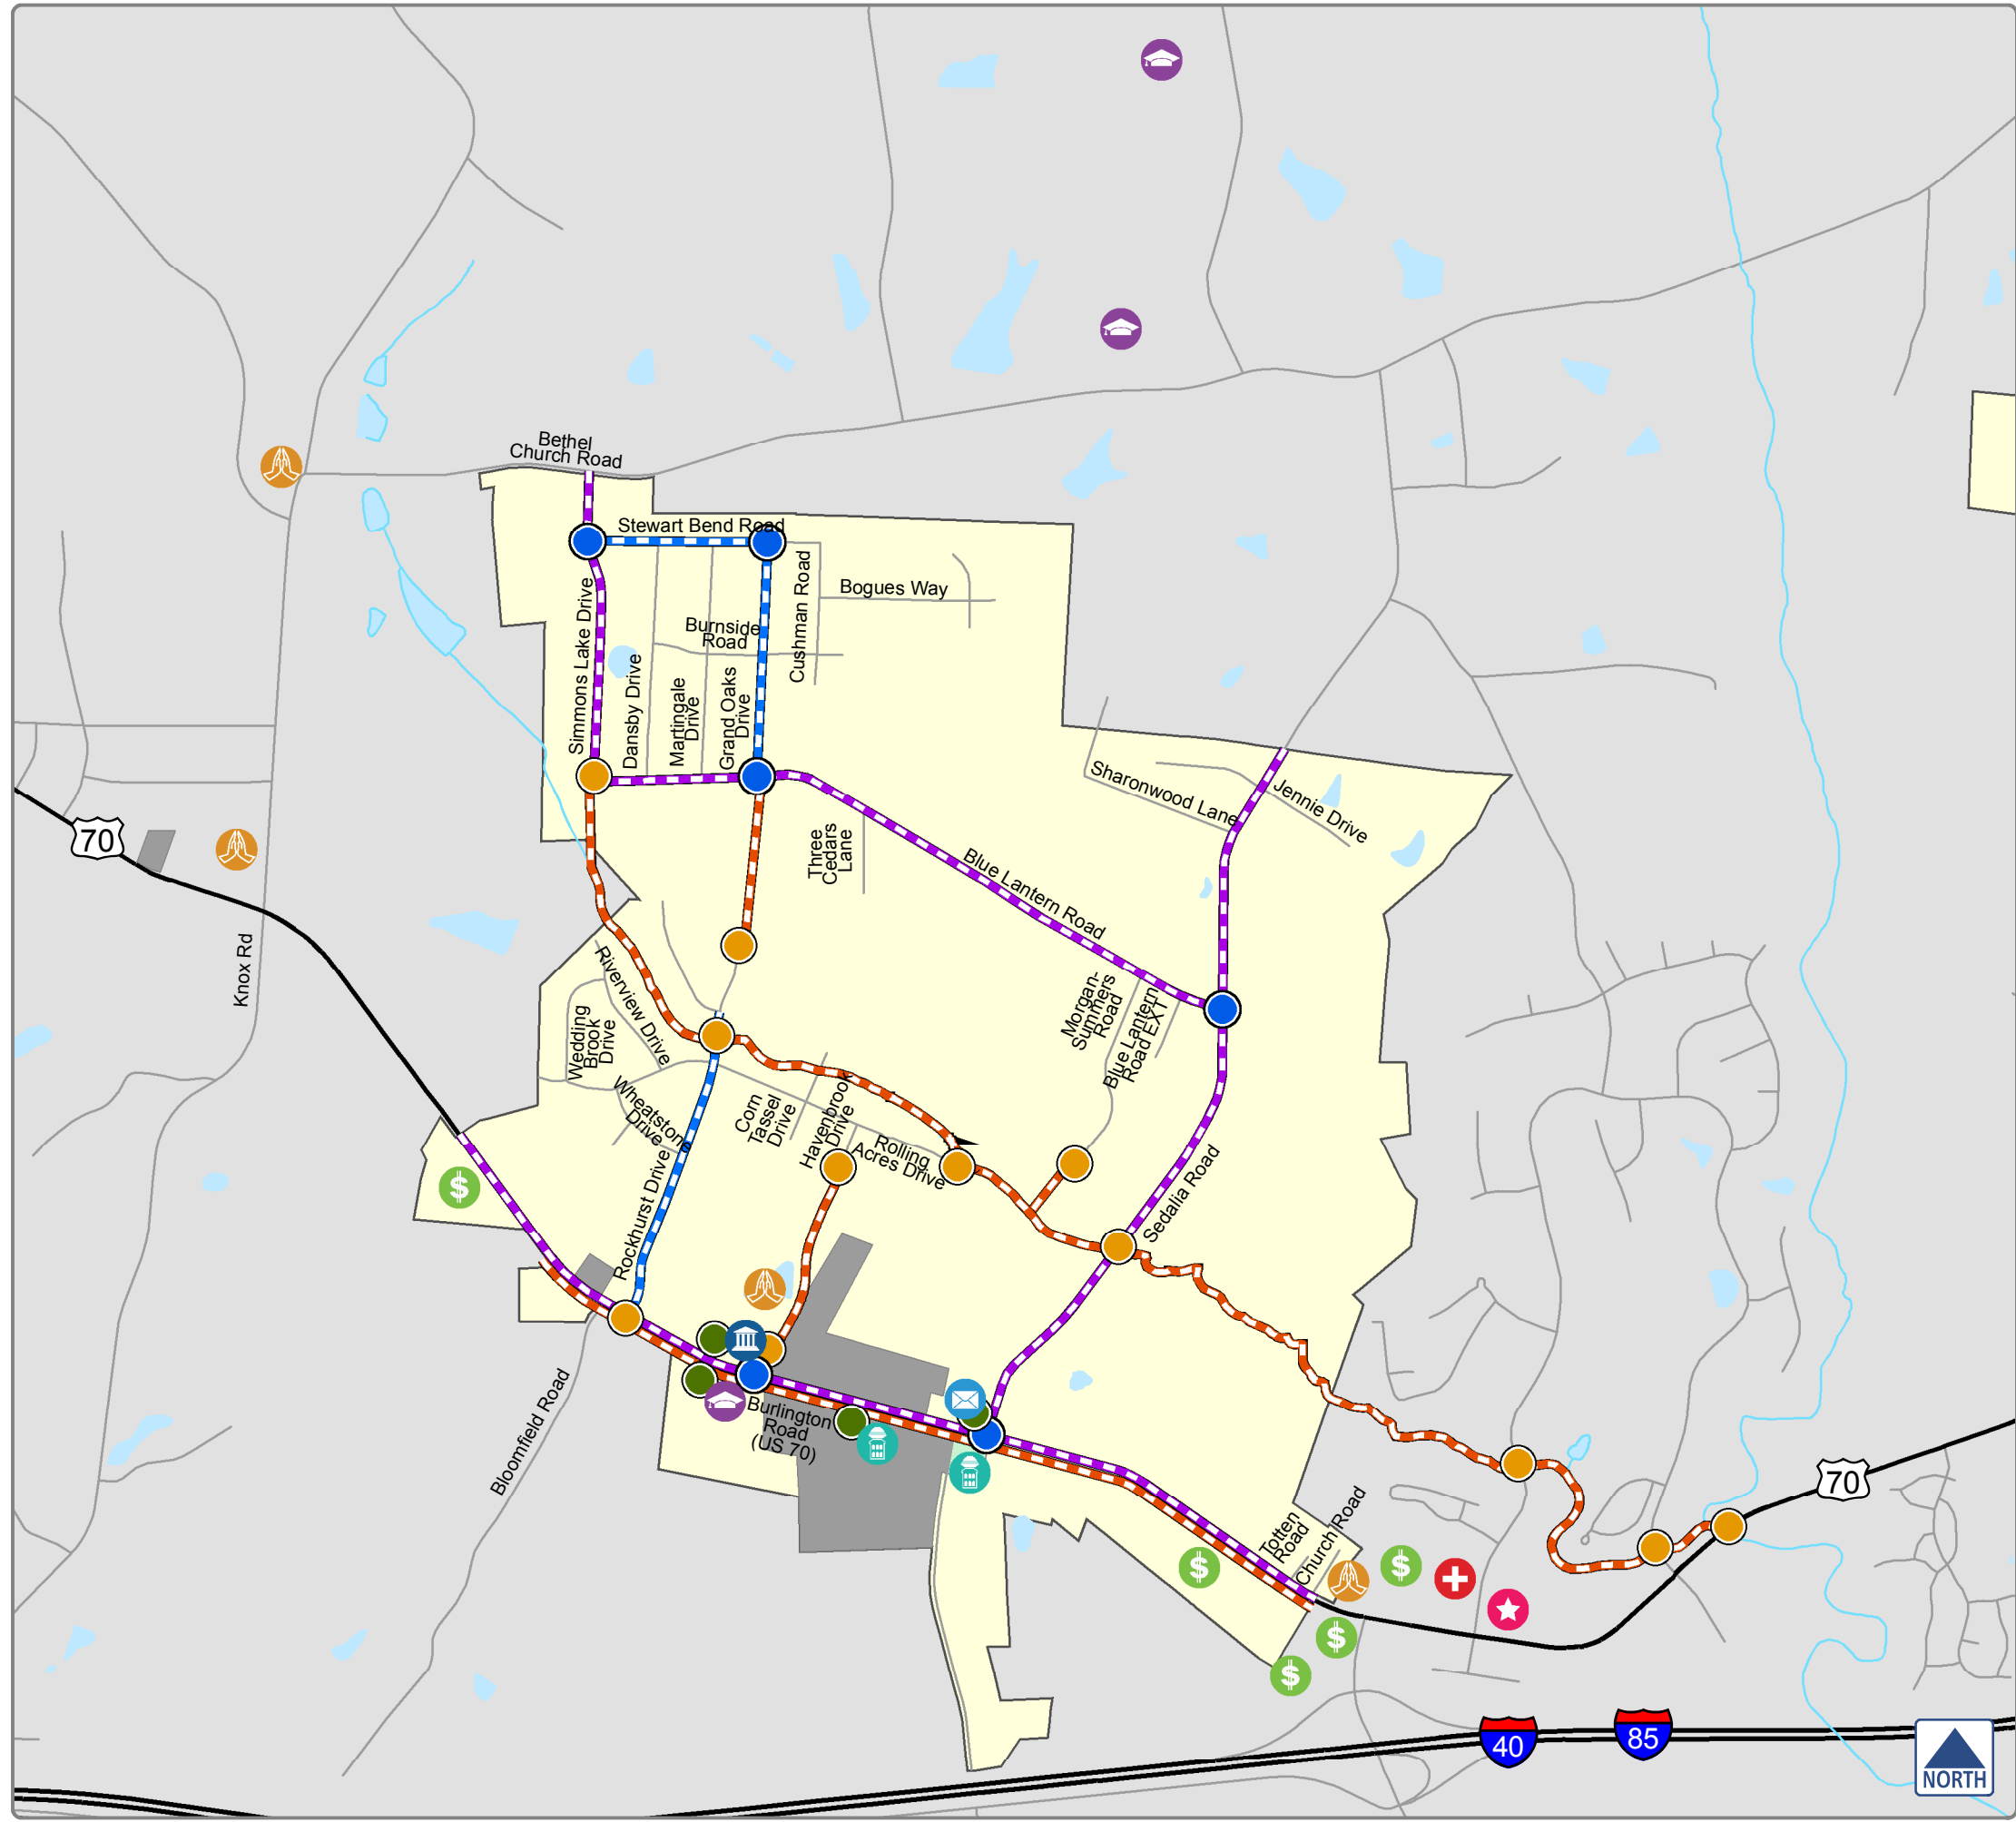 Bethel
Church Road
Stewart Bend Road
Cushman Road
Bogues Way
Burnside
Road
Simmons Lake Drive
Dansby Drive
Martingale
Drive
Grand Oaks
Drive
Sharonwood Lane
Jennie Drive
70
Three
Cedars
Lane
Blue Lantern Road
Knox Rd
Riverview Drive
Wedding
Brook
Drive
Morgan-
Summers
Road
Blue Lantern
Road EXT
Wheatstone
Drive
Corn
Tassel
Drive
Havenbrook
Drive
Rolling
Acres Drive
Sedalia Road
Rockhurst Drive
Bloomfield Road
Burlington
Road
(US 70)
Totten
Road
Church Road
70
$
$
$
$
$
40
85
NORTH